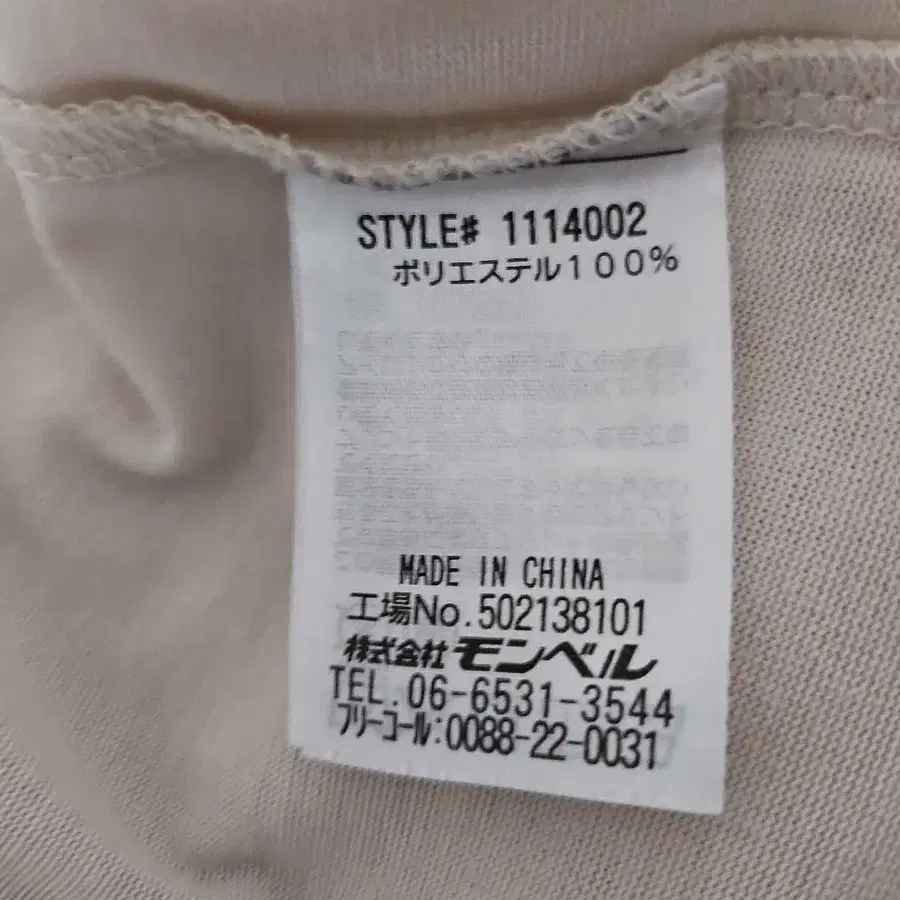 STYLE# 1114002
ポリエステル100%
MADE IN CHINA
工場No.502138101
株式会社モンベル
TEL.06-6531-3544
フリーコール:0088-22-0031